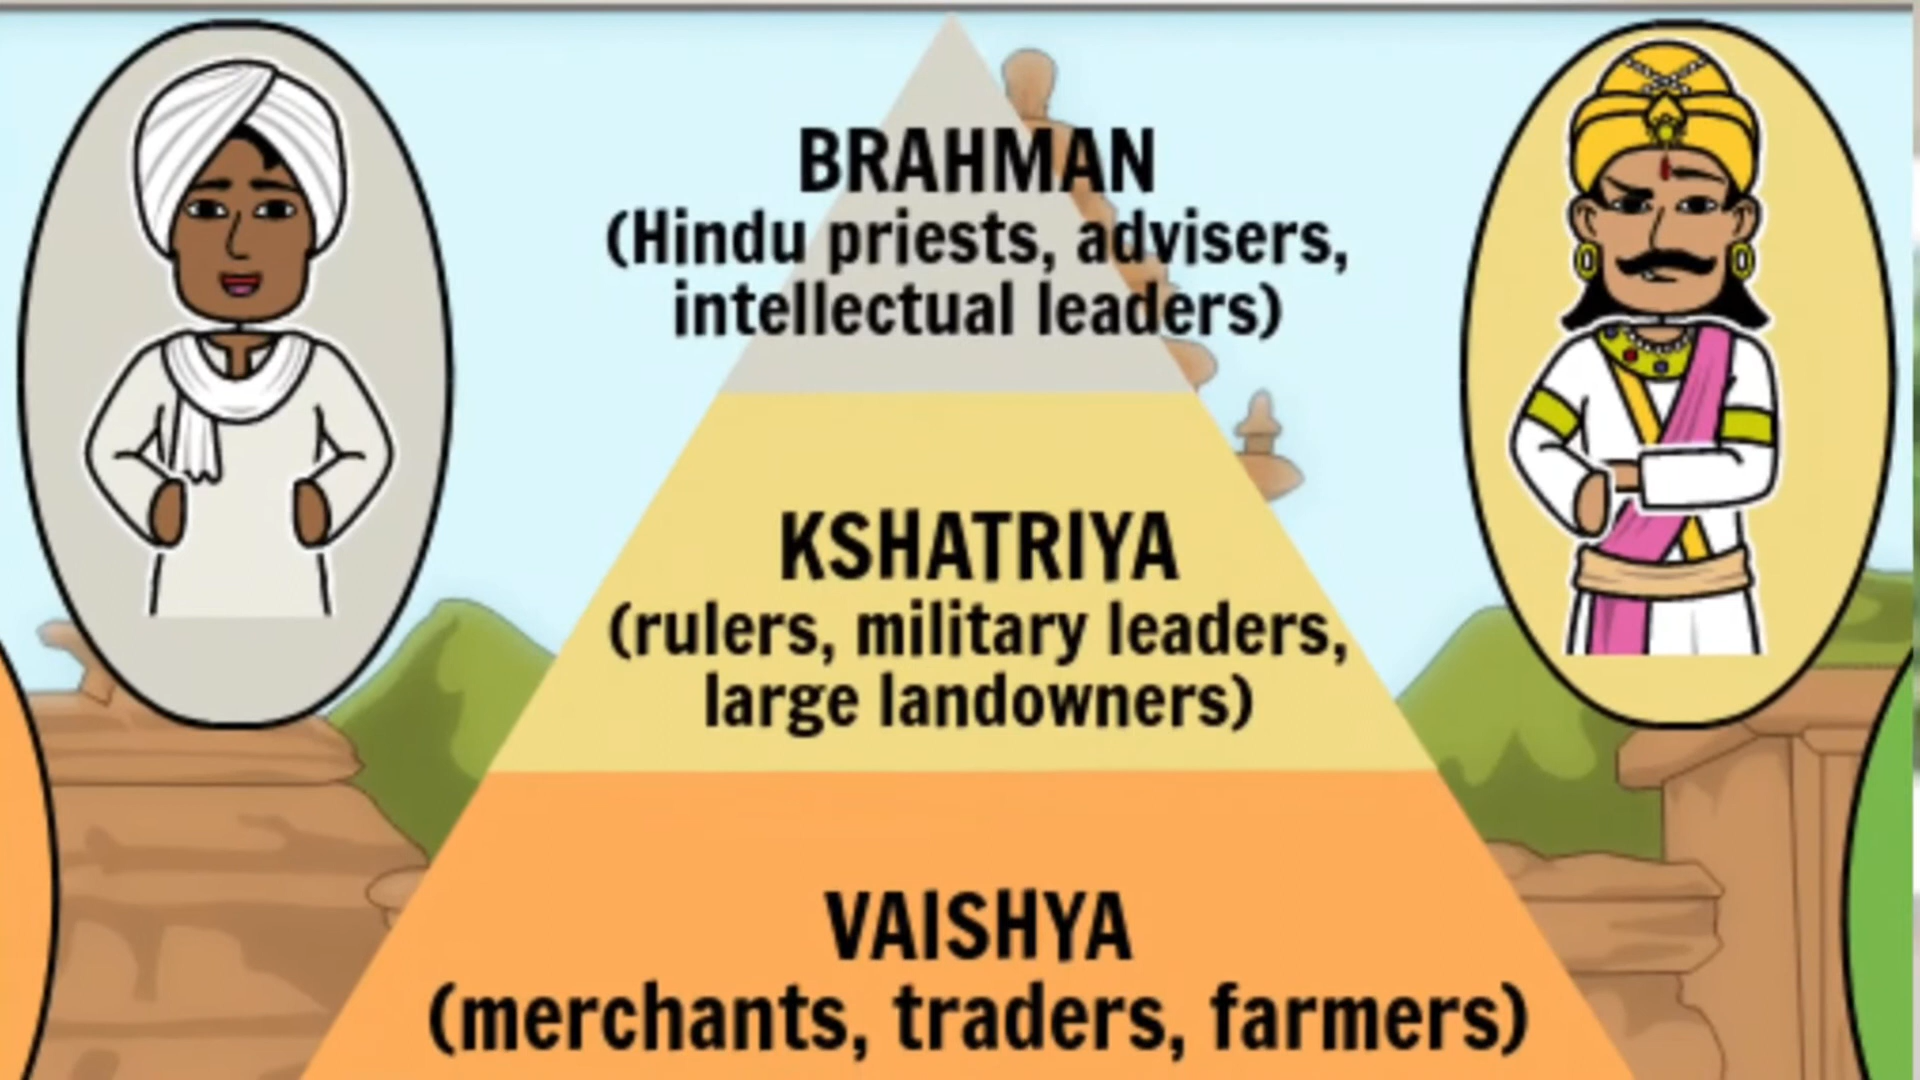 BRAHMAN
(Hindu priests, advisers,
intellectual leaders)
KSHATRIYA
(rulers, military leaders,
large landowners)
VAISHYA
(merchants, traders, farmers)